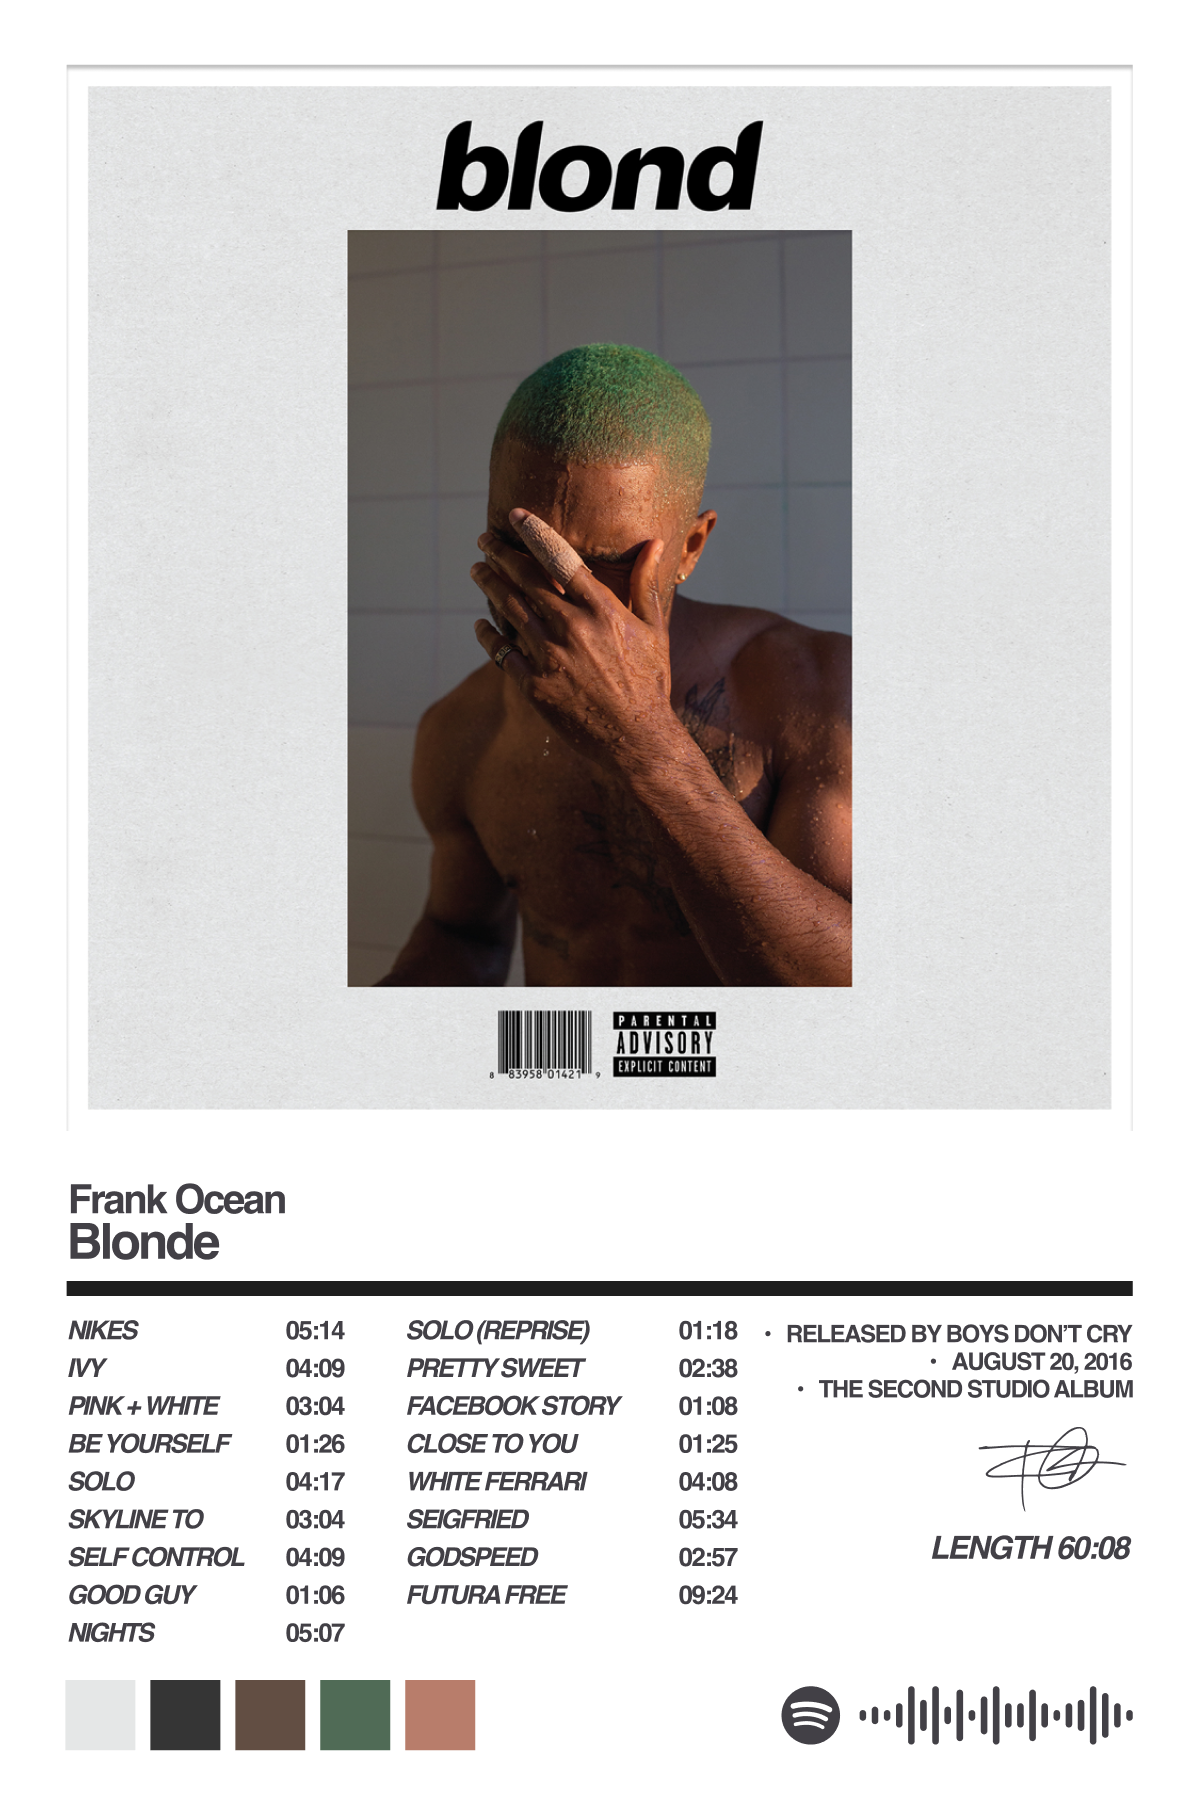 blond
8 83958 01421 9
PARENTAL
ADVISORY
EXPLICIT CONTENT
Frank Ocean
Blonde
NIKES 05:14
IVY 04:09
PINK + WHITE 03:04
BE YOURSELF 01:26
SOLO 04:17
SKYLINE TO 03:04
SELF CONTROL 04:09
GOOD GUY 01:06
NIGHTS 05:07
SOLO (REPRISE) 01:18
PRETTY SWEET 02:38
FACEBOOK STORY 01:08
CLOSE TO YOU 01:25
WHITE FERRARI 04:08
SEIGFRIED 05:34
GODSPEED 02:57
FUTURA FREE 09:24
• RELEASED BY BOYS DON'T CRY
• AUGUST 20, 2016
• THE SECOND STUDIO ALBUM
LENGTH 60:08